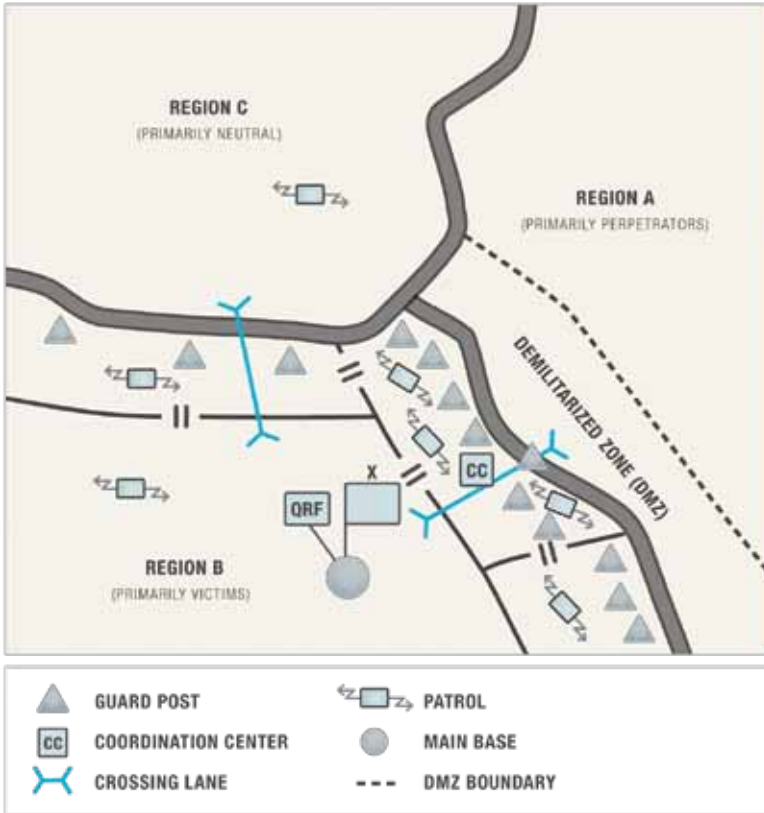 REGION C
(PRIMARILY NEUTRAL)
REGION A
(PRIMARILY PERPETRATORS)
DEMILITARIZED ZONE (DMZ)
CC
X
QRF
REGION B
(PRIMARILY VICTIMS)
GUARD POST
PATROL
CC
COORDINATION CENTER
MAIN BASE
CROSSING LANE
DMZ BOUNDARY